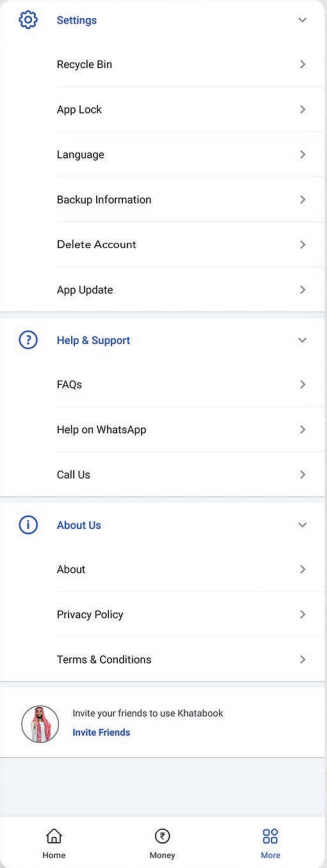 Settings
Recycle Bin
App Lock
Language
Backup Information
Delete Account
App Update
Help & Support
FAQs
Help on WhatsApp
Call Us
About Us
About
Privacy Policy
Terms & Conditions
Invite your friends to use Khatabook
Invite Friends
Home
Money
More